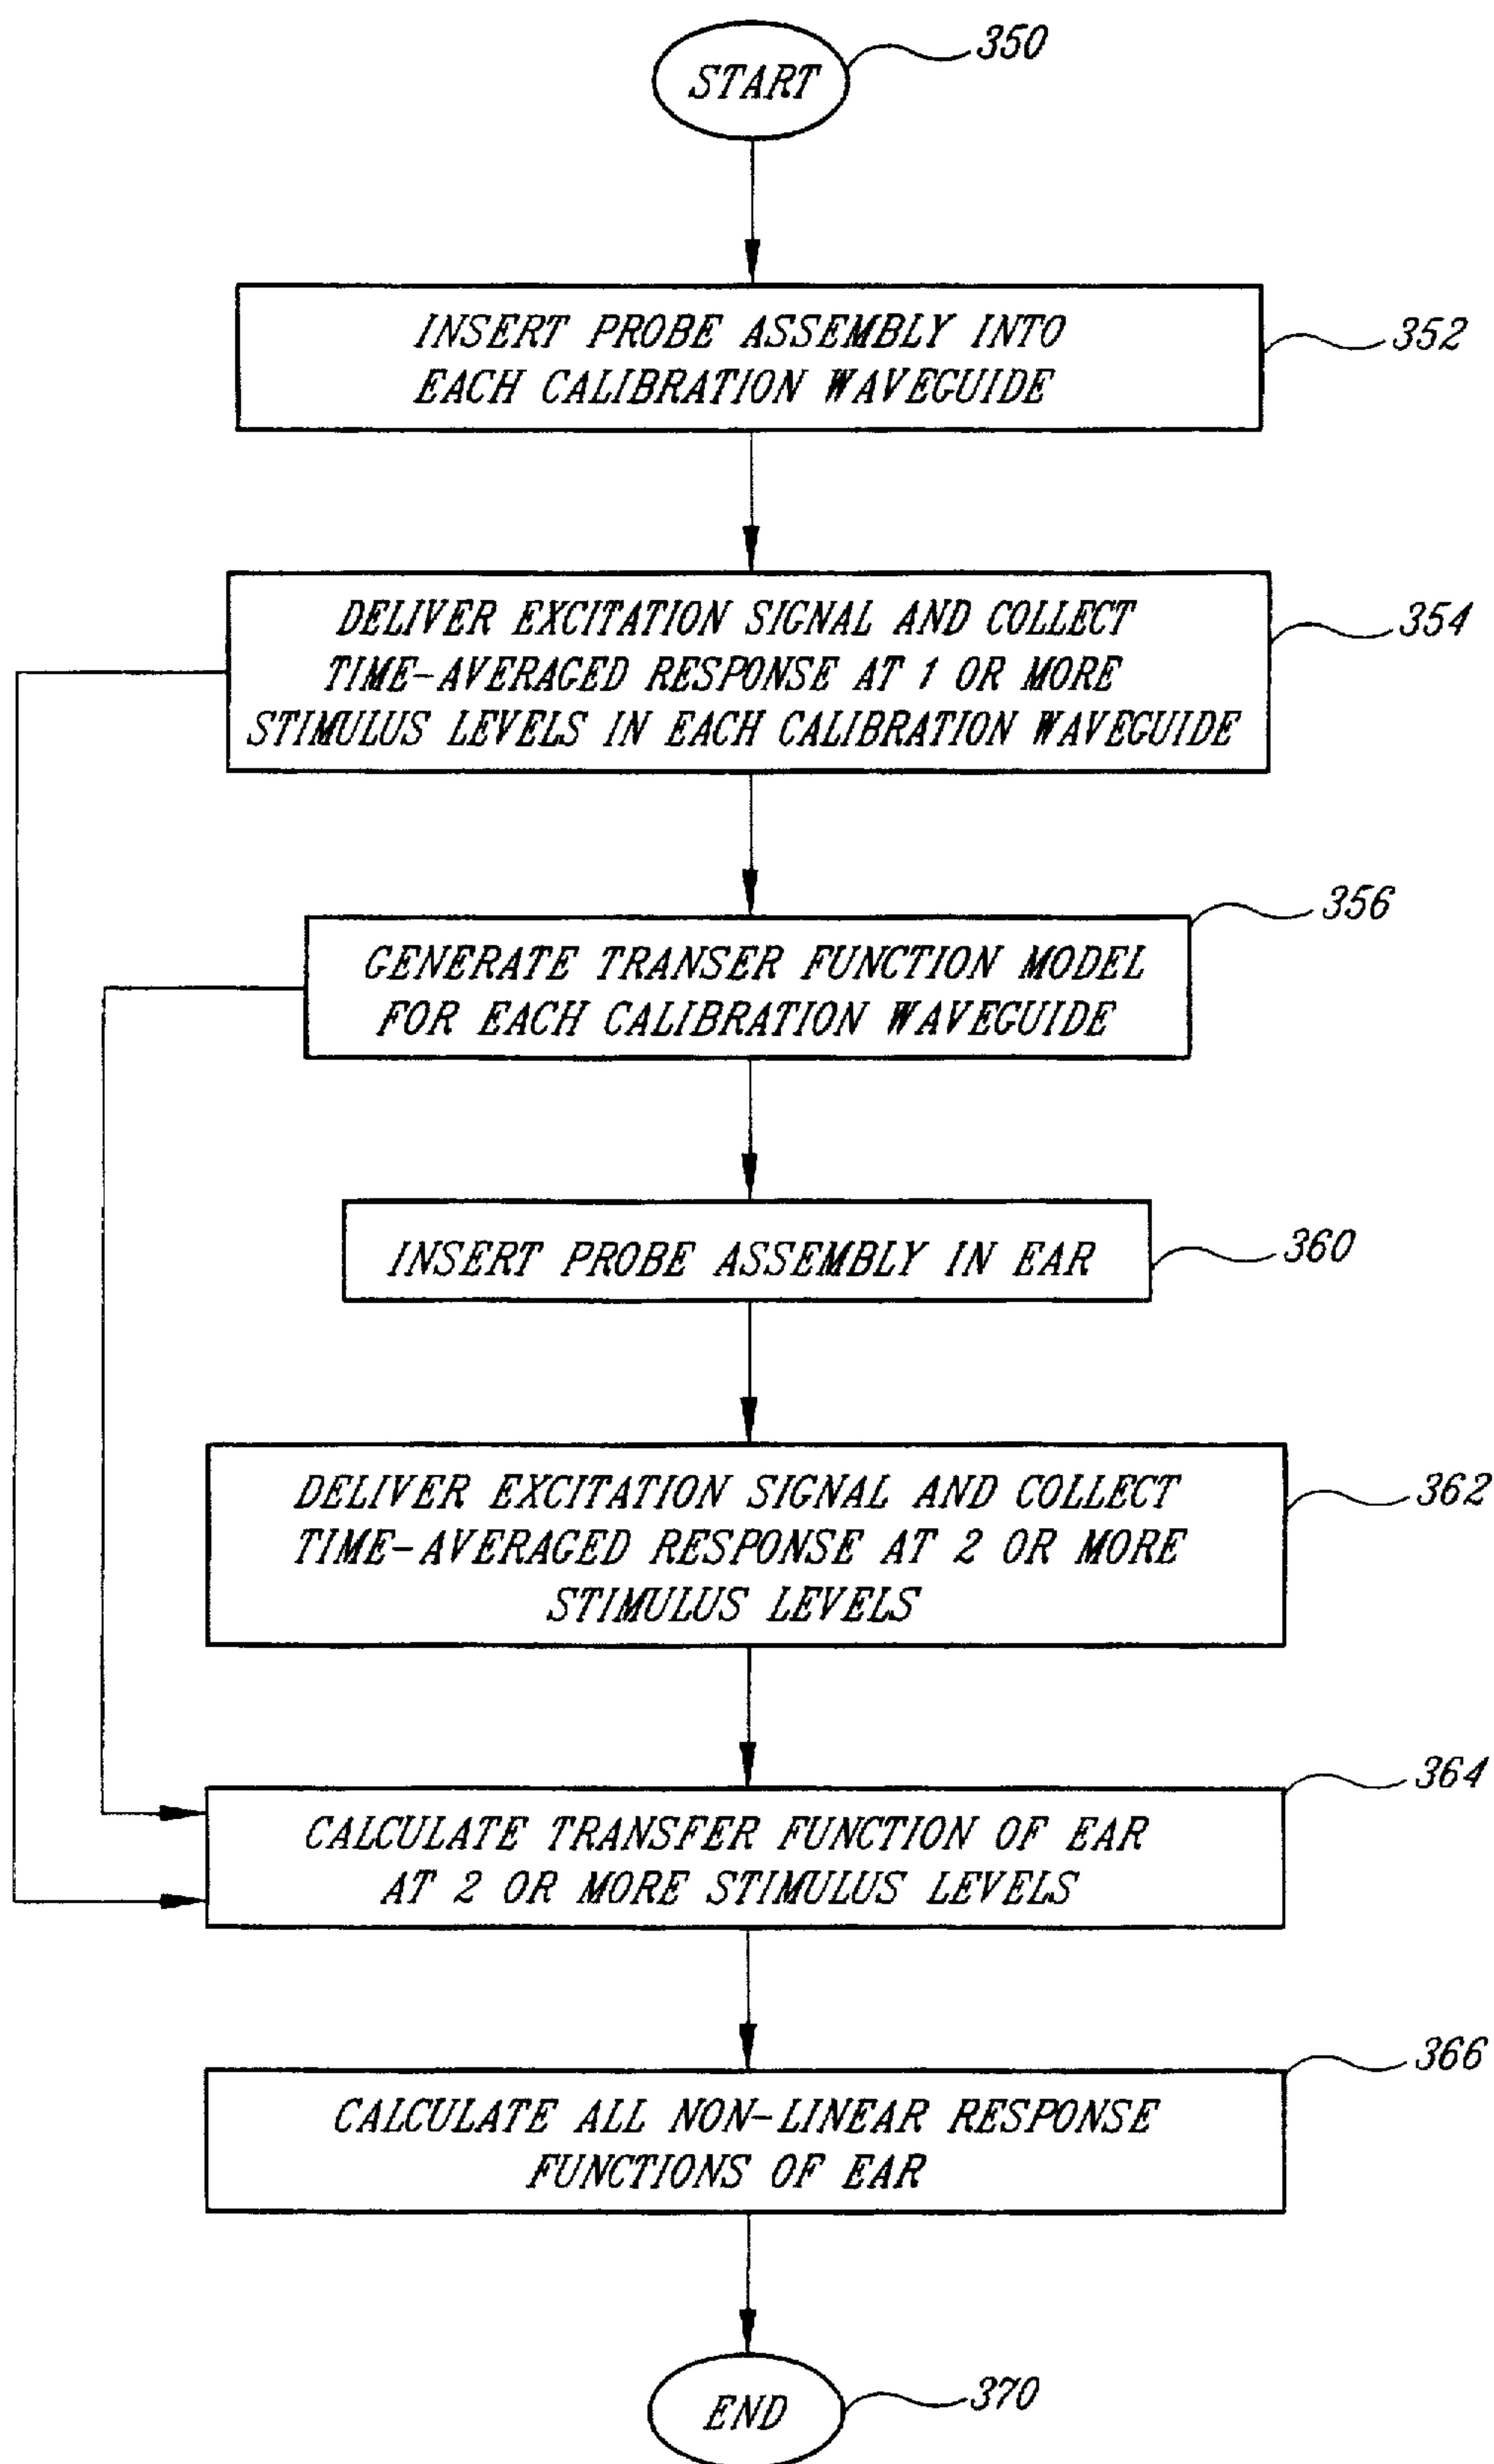 START
350
INSERT PROBE ASSEMBLY INTO
EACH CALIBRATION WAVEGUIDE
352
DELIVER EXCITATION SIGNAL AND COLLECT
TIME-AVERAGED RESPONSE AT 1 OR MORE
STIMULUS LEVELS IN EACH CALIBRATION WAVEGUIDE
354
GENERATE TRANSER FUNCTION MODEL
FOR EACH CALIBRATION WAVEGUIDE
356
INSERT PROBE ASSEMBLY IN EAR
360
DELIVER EXCITATION SIGNAL AND COLLECT
TIME-AVERAGED RESPONSE AT 2 OR MORE
STIMULUS LEVELS
362
CALCULATE TRANSFER FUNCTION OF EAR
AT 2 OR MORE STIMULUS LEVELS
364
CALCULATE ALL NON-LINEAR RESPONSE
FUNCTIONS OF EAR
366
END
370